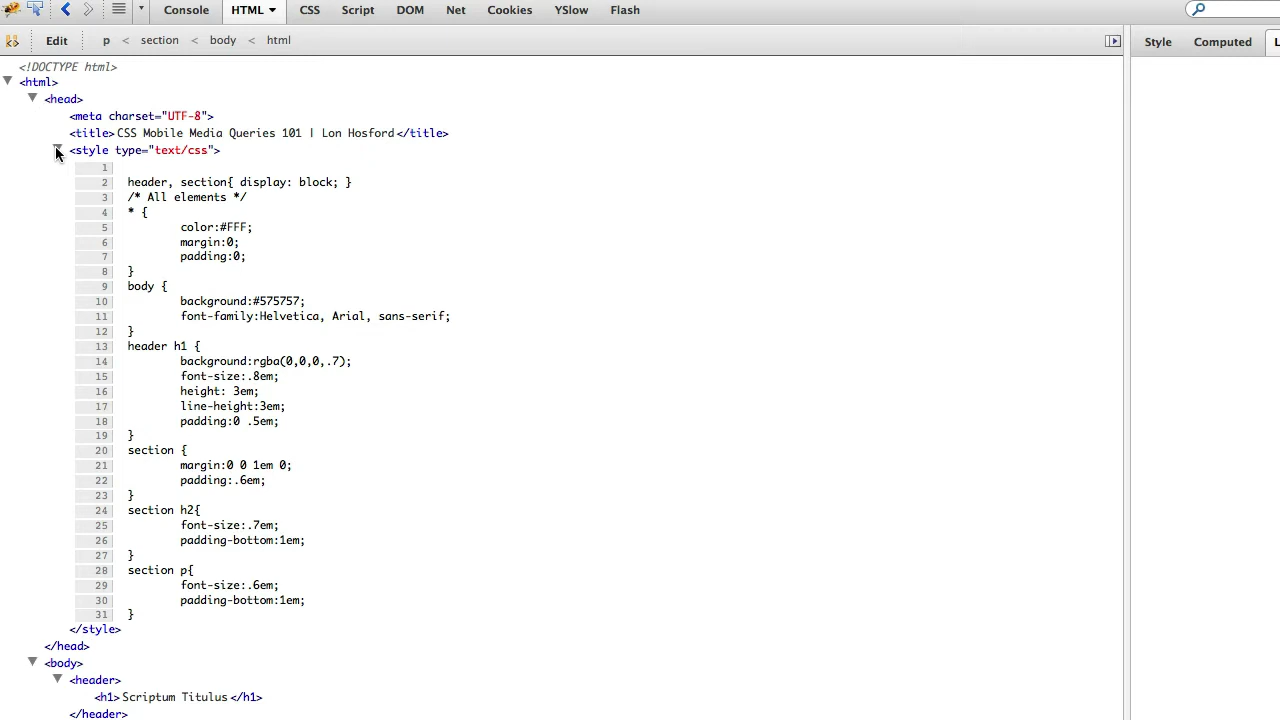 Console HTML CSS Script DOM Net Cookies YSlow Flash
Edit p < section < body < html Style Computed L
<!DOCTYPE html>
<html>
<head>
<meta charset="UTF-8">
<title>CSS Mobile Media Queries 101 | Lon Hosford</title>
<style type="text/css">
1
2 header, section{ display: block; }
3 /* All elements */
4 * {
5 color:#FFF;
6 margin:0;
7 padding:0;
8 }
9 body {
10 background:#575757;
11 font-family:Helvetica, Arial, sans-serif;
12 }
13 header h1 {
14 background:rgba(0,0,0,.7);
15 font-size:.8em;
16 height: 3em;
17 line-height:3em;
18 padding:0 .5em;
19 }
20 section {
21 margin:0 0 1em 0;
22 padding:.6em;
23 }
24 section h2{
25 font-size:.7em;
26 padding-bottom:1em;
27 }
28 section p{
29 font-size:.6em;
30 padding-bottom:1em;
31 }
</style>
</head>
<body>
<header>
<h1>Scriptum Titulus</h1>
</header>